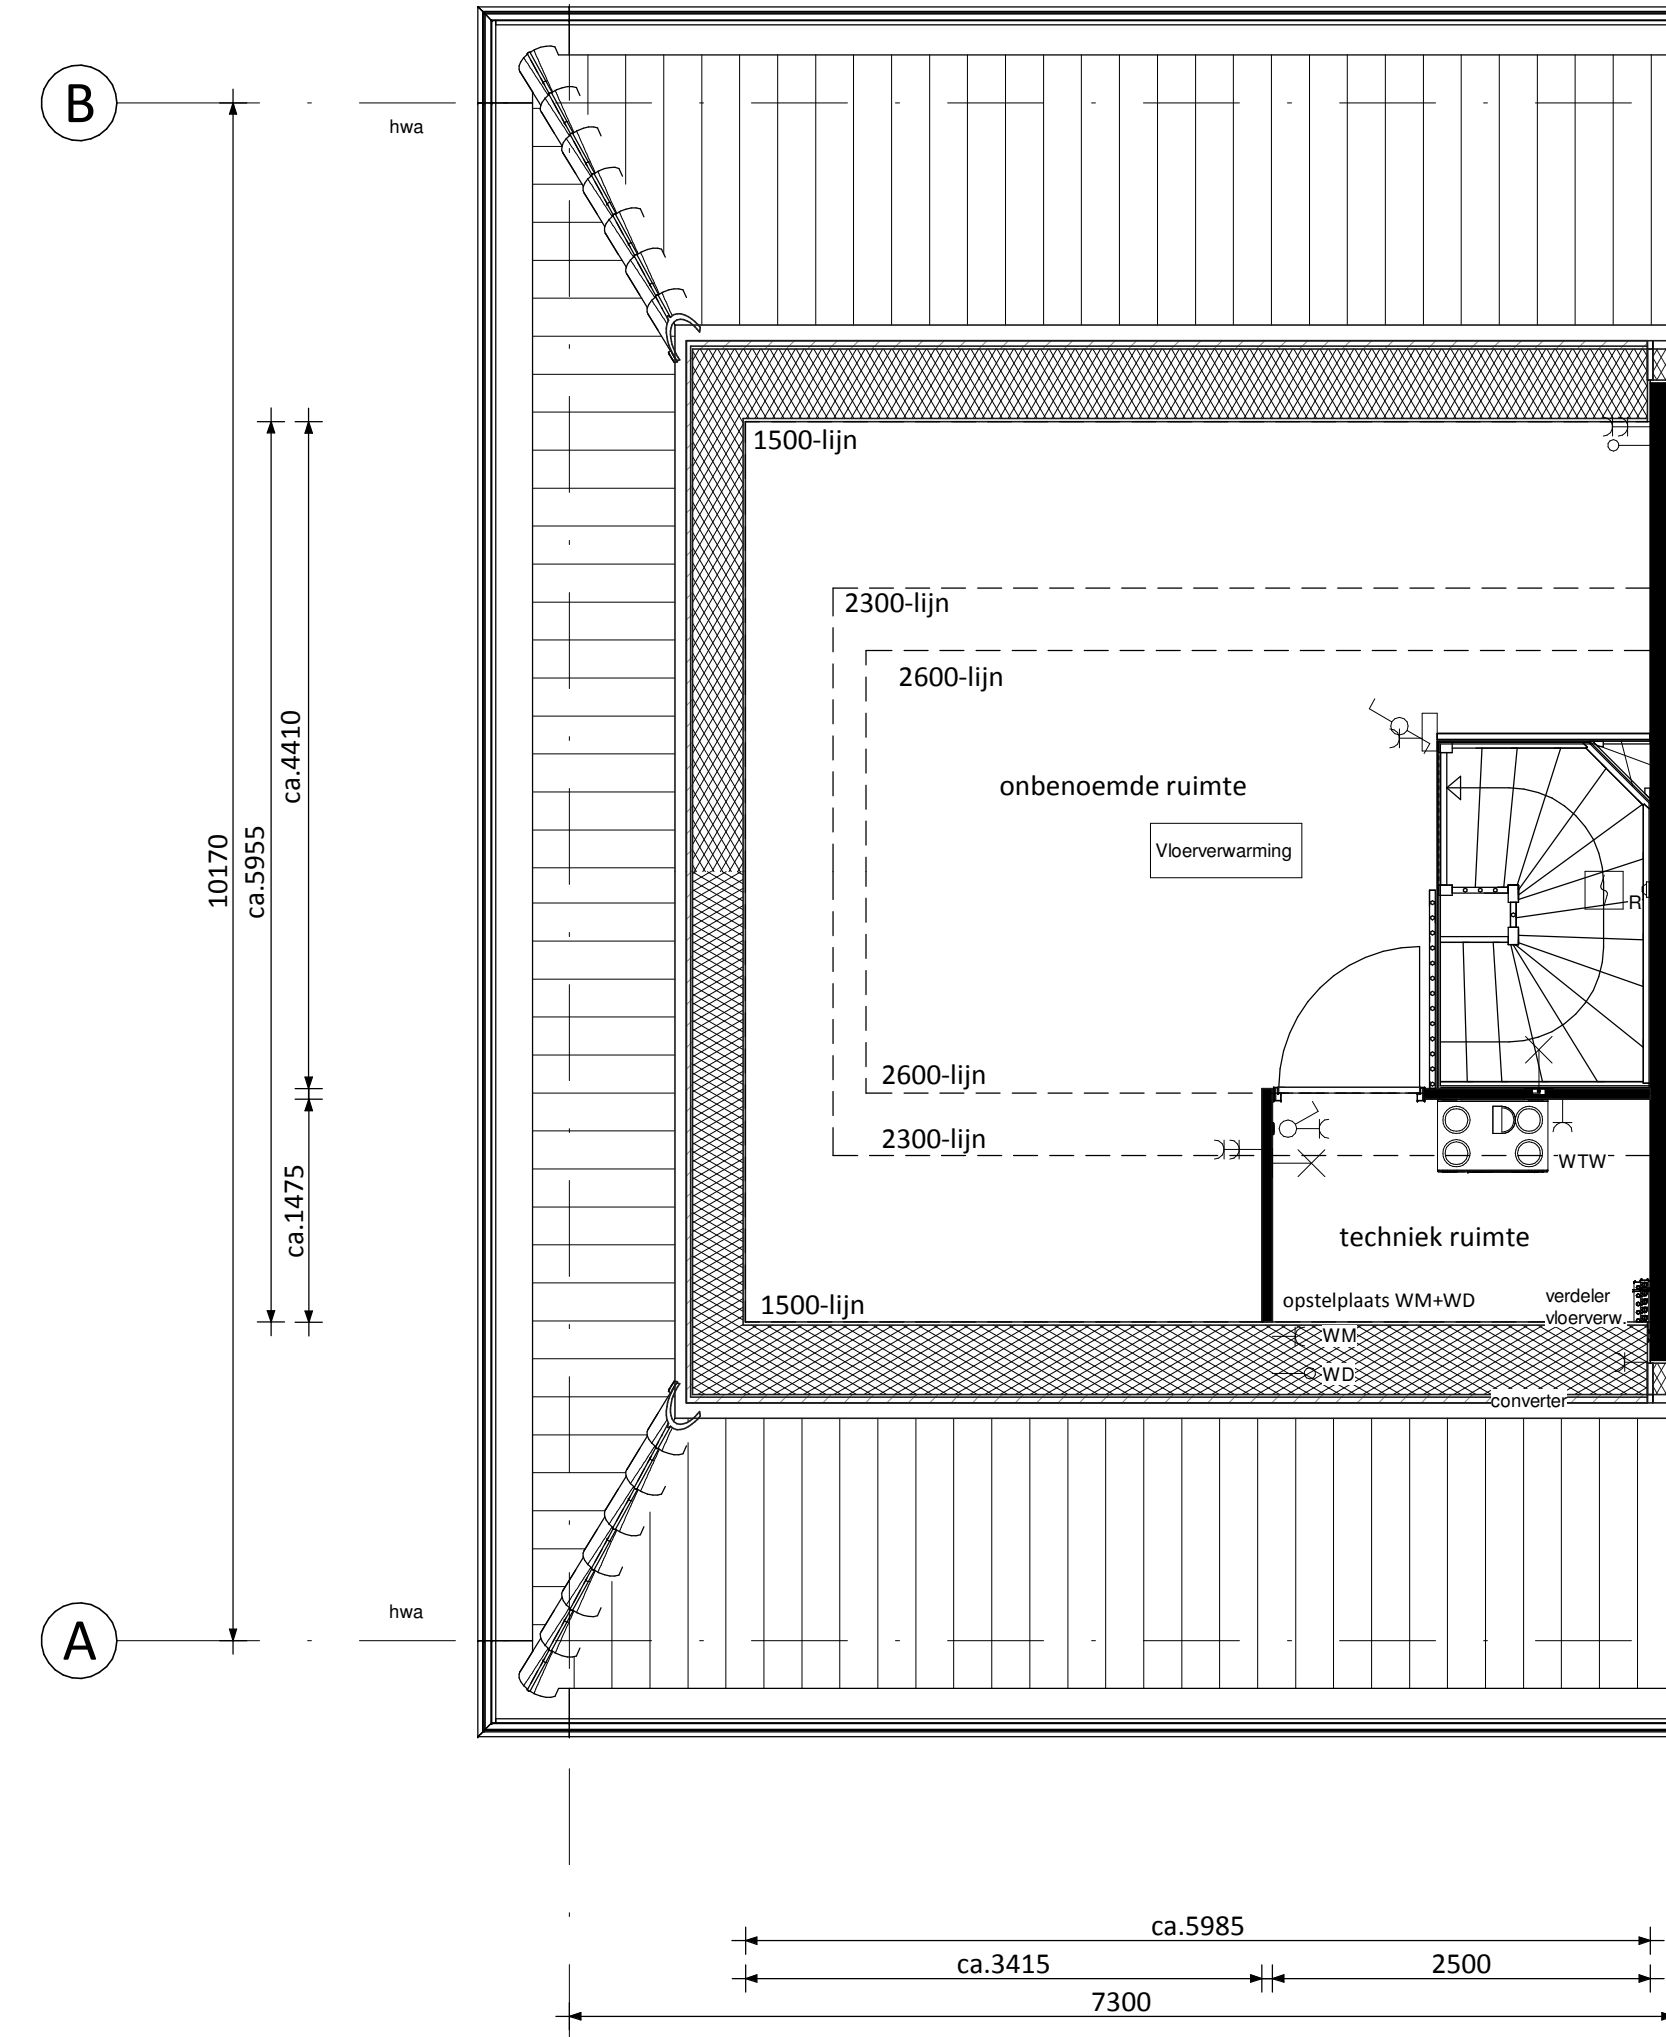 B
hwa
1500-lijn
2300-lijn
2600-lijn
onbenoemde ruimte
Vloerverwarming
R
10170
ca.5955
ca.4410
ca.1475
2600-lijn
2300-lijn
WTW
techniek ruimte
1500-lijn
opstelplaats WM+WD
verdeler
vloerverw.
WM
WD
converter
hwa
A
ca.5985
ca.3415
2500
7300